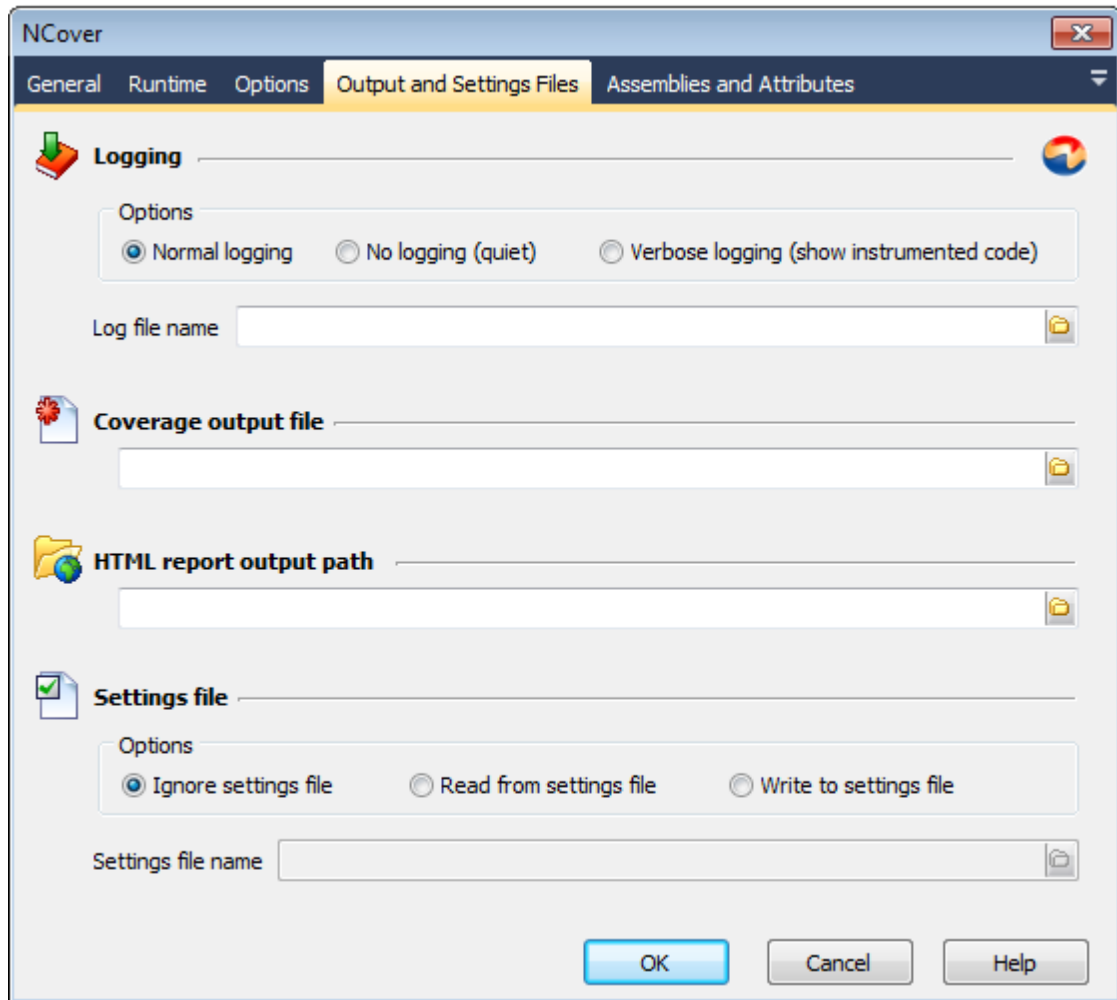 NCover
General Runtime Options Output and Settings Files Assemblies and Attributes
Logging
Options
Normal logging No logging (quiet) Verbose logging (show instrumented code)
Log file name
Coverage output file
HTML report output path
Settings file
Options
Ignore settings file Read from settings file Write to settings file
Settings file name
OK Cancel Help